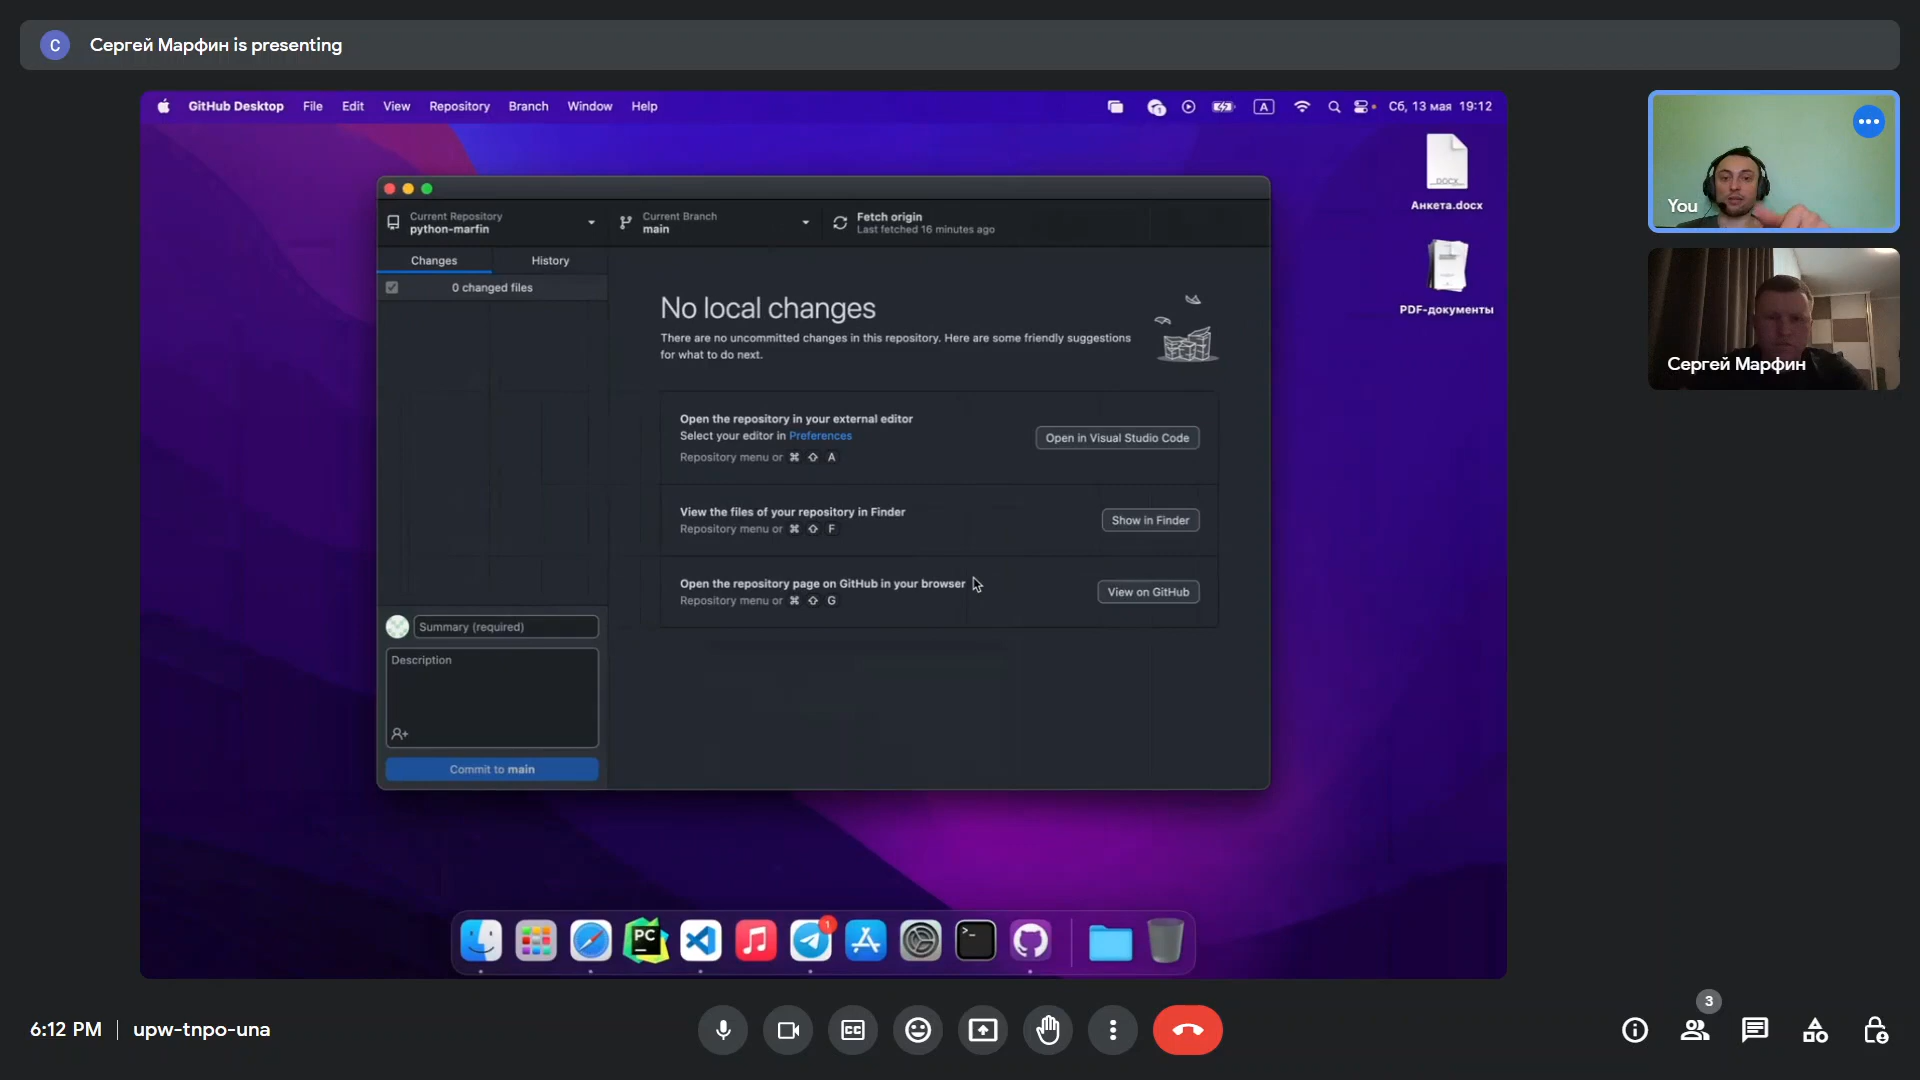 C
Сергей Марфин is presenting
GitHub Desktop File Edit View Repository Branch Window Help
A
Сб, 13 мая 19:12
DOCX
Анкета.docx
PDF-документы
Current Repository
python-marfin
Current Branch
main
Fetch origin
Last fetched 16 minutes ago
Changes
History
0 changed files
No local changes
There are no uncommitted changes in this repository. Here are some friendly suggestions
for what to do next.
Open the repository in your external editor
Select your editor in Preferences
Repository menu or ⌘ ⇧ A
Open in Visual Studio Code
View the files of your repository in Finder
Repository menu or ⌘ ⇧ F
Show in Finder
Open the repository page on GitHub in your browser
Repository menu or ⌘ ⇧ G
View on GitHub
Summary (required)
Description
Commit to main
PC
1
You
Сергей Марфин
6:12 PM | upw-tnpo-una
CC
3